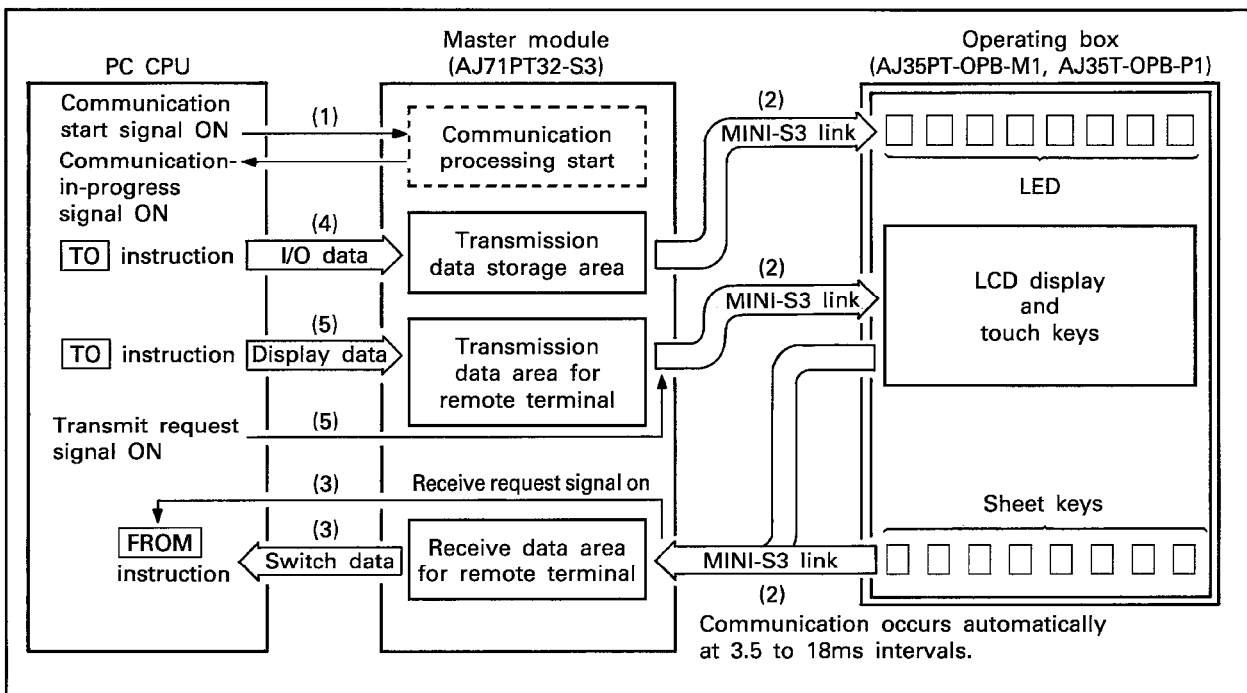 PC CPU
Master module
(AJ71PT32-S3)
Operating box
(AJ35PT-OPB-M1, AJ35T-OPB-P1)
Communication
start signal ON
(1)
Communication-
in-progress
signal ON
Communication
processing start
(2)
MINI-S3 link
LED
TO instruction
(4)
I/O data
Transmission
data storage area
(2)
MINI-S3 link
LCD display
and
touch keys
TO instruction
(5)
Display data
Transmission
data area for
remote terminal
Transmit request
signal ON
(5)
(3)
Receive request signal on
Sheet keys
FROM
instruction
(3)
Switch data
Receive data area
for remote terminal
MINI-S3 link
(2)
Communication occurs automatically
at 3.5 to 18ms intervals.